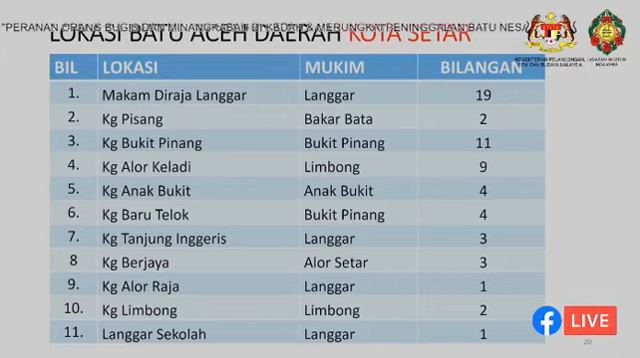 "PERANAN ORANG BUGIS DAN MINANGKABAU DI KEDAH & MERUNGKAI PENINGGALAN BATU NESA
LOKASI BATU ACEH DAERAH KOTA SETAR
BIL LOKASI MUKIM BILANGAN
1. Makam Diraja Langgar Langgar 19
2. Kg Pisang Bakar Bata 2
3. Kg Bukit Pinang Bukit Pinang 11
4. Kg Alor Keladi Limbong 9
5. Kg Anak Bukit Anak Bukit 4
6. Kg Baru Telok Bukit Pinang 4
7. Kg Tanjung Inggeris Langgar 3
8 Kg Berjaya Alor Setar 3
9. Kg Alor Raja Langgar 1
10. Kg Limbong Limbong 2
11. Langgar Sekolah Langgar 1
KEMENTERIAN PELANCONGAN,
SENI DAN BUDAYA MALAYSIA
JABATAN MUZIUM
MALAYSIA
f LIVE
20